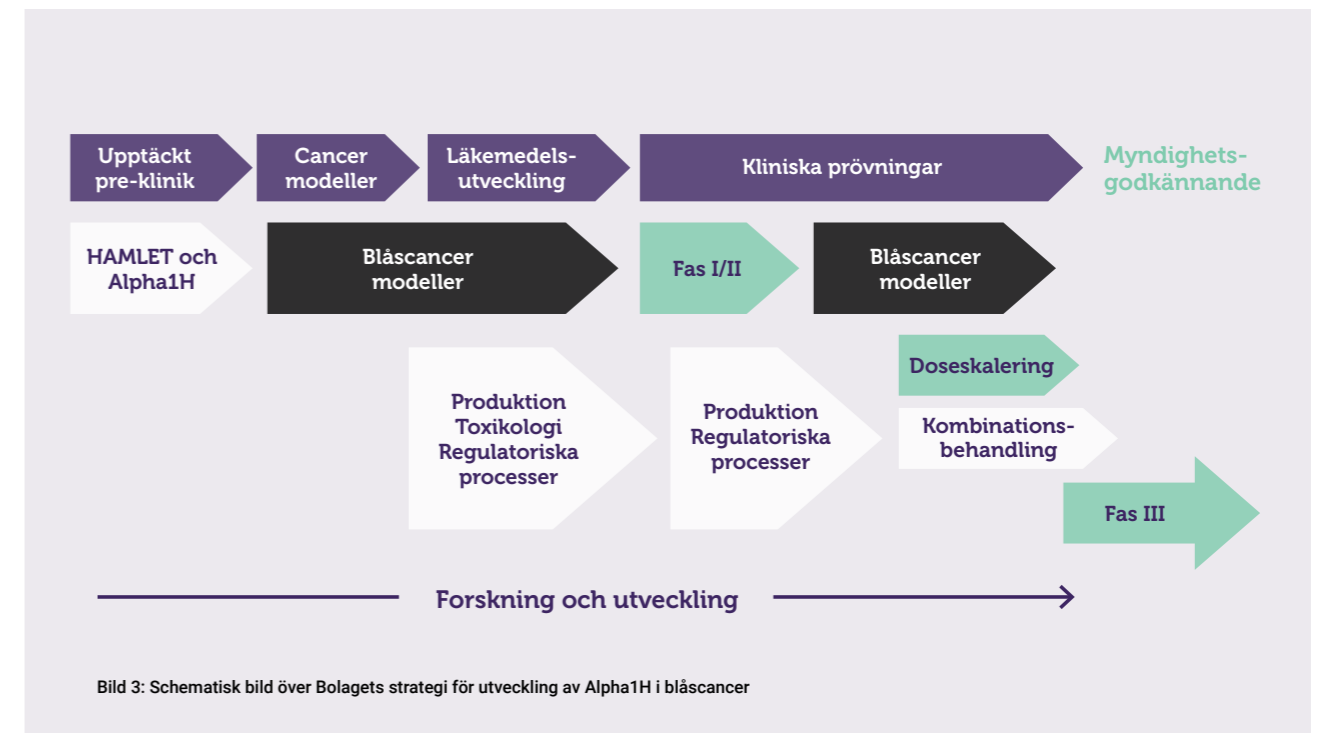 Upptäckt
pre-klinik
Cancer
modeller
Läkemedels-
utveckling
Kliniska prövningar
Myndighets-
godkännande
HAMLET och
Alpha1H
Blåscancer
modeller
Fas I/II
Blåscancer
modeller
Produktion
Toxikologi
Regulatoriska
processer
Produktion
Regulatoriska
processer
Doseskalering
Kombinations-
behandling
Fas III
Forskning och utveckling
Bild 3: Schematisk bild över Bolagets strategi för utveckling av Alpha1H i blåscancer